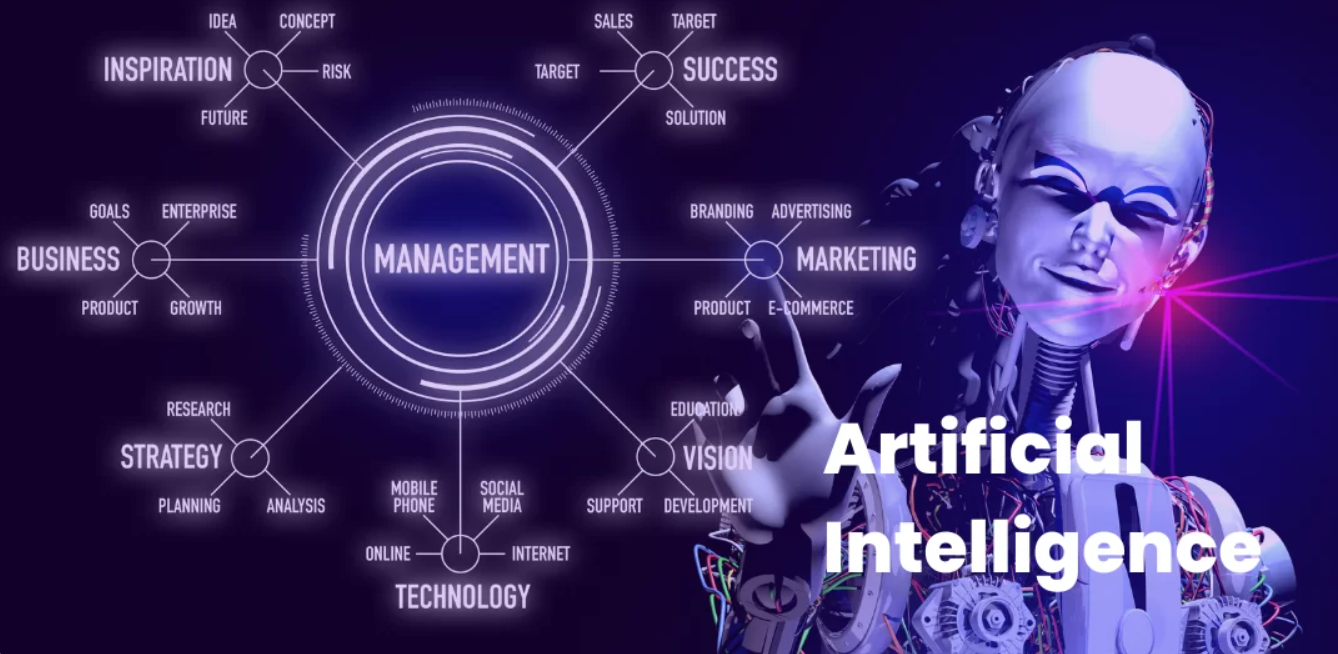 IDEA
CONCEPT
INSPIRATION
RISK
FUTURE
SALES
TARGET
TARGET
SUCCESS
SOLUTION
GOALS
ENTERPRISE
BUSINESS
PRODUCT
GROWTH
MANAGEMENT
BRANDING
ADVERTISING
MARKETING
PRODUCT
E-COMMERCE
RESEARCH
STRATEGY
PLANNING
ANALYSIS
EDUCATION
VISION
SUPPORT
DEVELOPMENT
MOBILE
PHONE
SOCIAL
MEDIA
ONLINE
INTERNET
TECHNOLOGY
Artificial
Intelligence